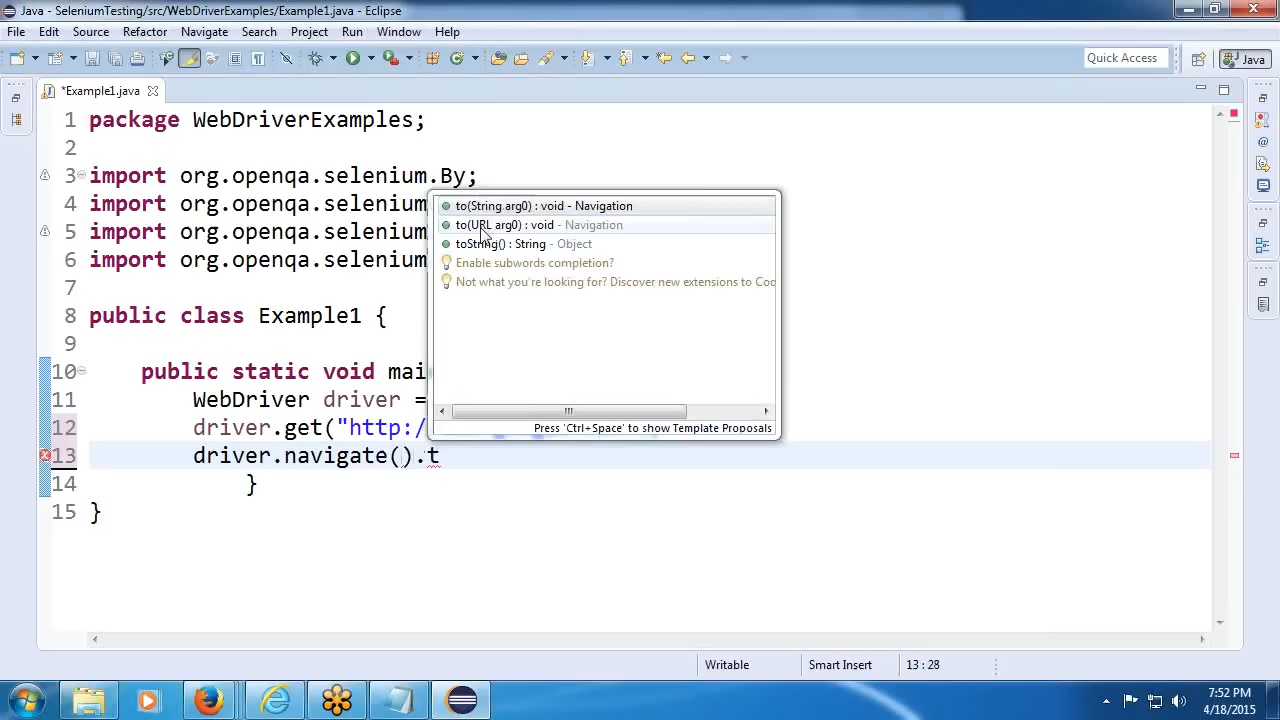 Java - SeleniumTesting/src/WebDriverExamples/Example1.java - Eclipse
File Edit Source Refactor Navigate Search Project Run Window Help
Quick Access
Java
*Example1.java
1 package WebDriverExamples;
2
3 import org.openqa.selenium.By;
4 import org.openqa.selenium
5 import org.openqa.selenium
6 import org.openqa.selenium
7
8 public class Example1 {
9
10 public static void mai
11 WebDriver driver =
12 driver.get("http:/
13 driver.navigate().t
14 }
15 }
to(String arg0) : void - Navigation
to(URL arg0) : void - Navigation
toString() : String - Object
Enable subwords completion?
Not what you're looking for? Discover new extensions to Coc
Press 'Ctrl+Space' to show Template Proposals
Writable Smart Insert 13 : 28
7:52 PM
4/18/2015